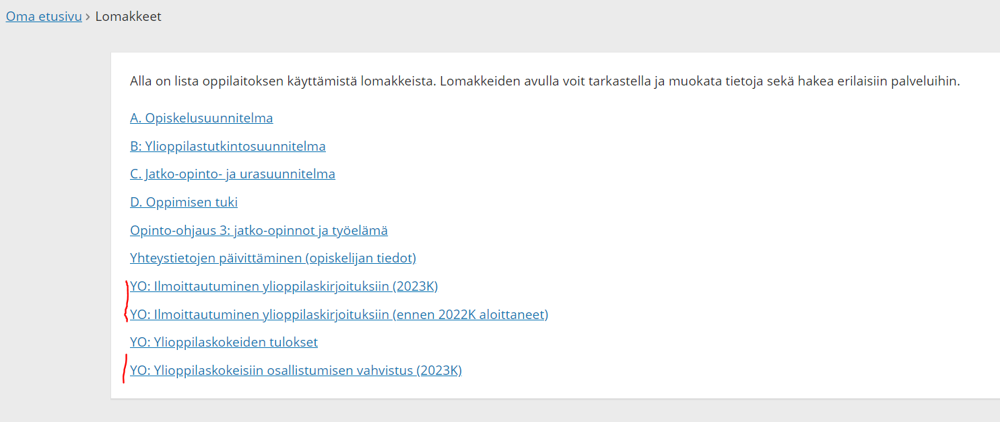 Oma etusivu › Lomakkeet
Alla on lista oppilaitoksen käyttämistä lomakkeista. Lomakkeiden avulla voit tarkastella ja muokata tietoja sekä hakea erilaisiin palveluihin.
A. Opiskelusuunnitelma
B: Ylioppilastutkintosuunnitelma
C. Jatko-opinto- ja urasuunnitelma
D. Oppimisen tuki
Opinto-ohjaus 3: jatko-opinnot ja työelämä
Yhteystietojen päivittäminen (opiskelijan tiedot)
YO: Ilmoittautuminen ylioppilaskirjoituksiin (2023K)
YO: Ilmoittautuminen ylioppilaskirjoituksiin (ennen 2022K aloittaneet)
YO: Ylioppilaskokeiden tulokset
YO: Ylioppilaskokeisiin osallistumisen vahvistus (2023K)